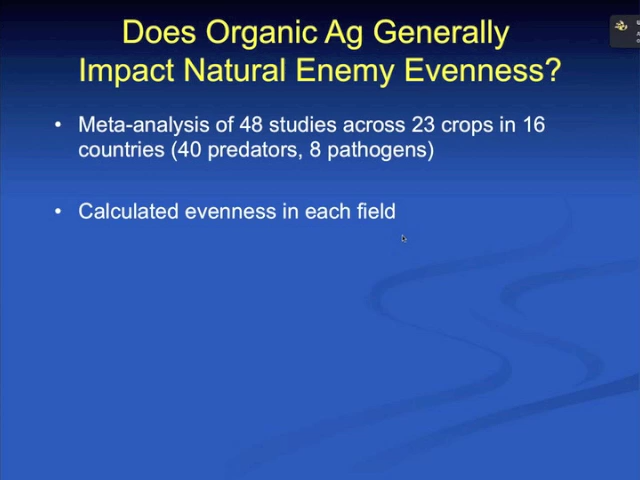 Does Organic Ag Generally
Impact Natural Enemy Evenness?
• Meta-analysis of 48 studies across 23 crops in 16
countries (40 predators, 8 pathogens)
• Calculated evenness in each field